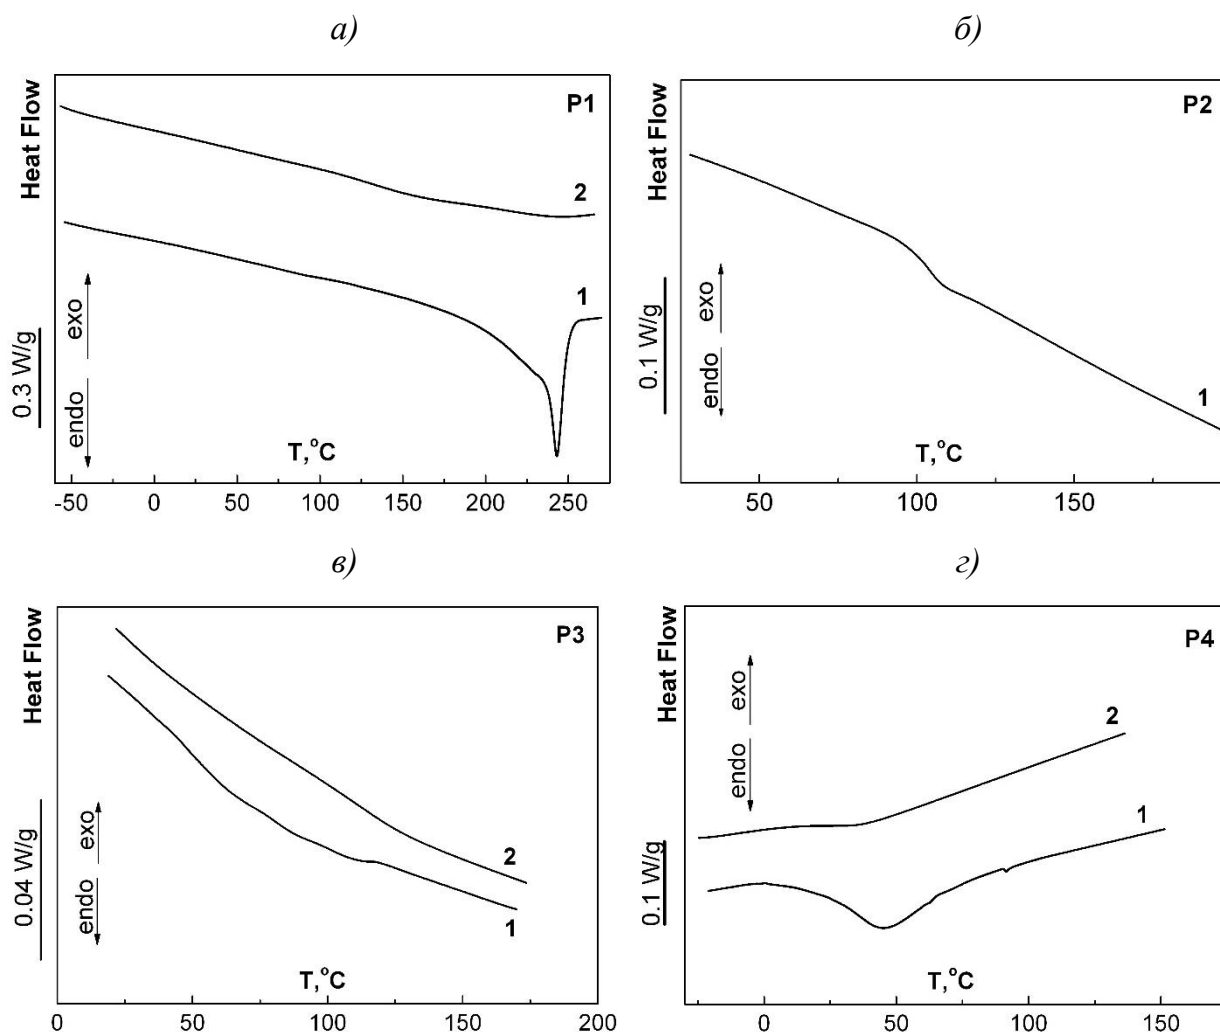 а)
Heat Flow
0.3 W/g
endo
exo
P1
2
1
T,°C
-50 0 50 100 150 200 250
б)
Heat Flow
0.1 W/g
endo
exo
P2
1
T,°C
50 100 150
в)
Heat Flow
0.04 W/g
endo
exo
P3
2
1
T,°C
0 50 100 150 200
г)
Heat Flow
0.1 W/g
endo
exo
P4
2
1
T,°C
0 50 100 150